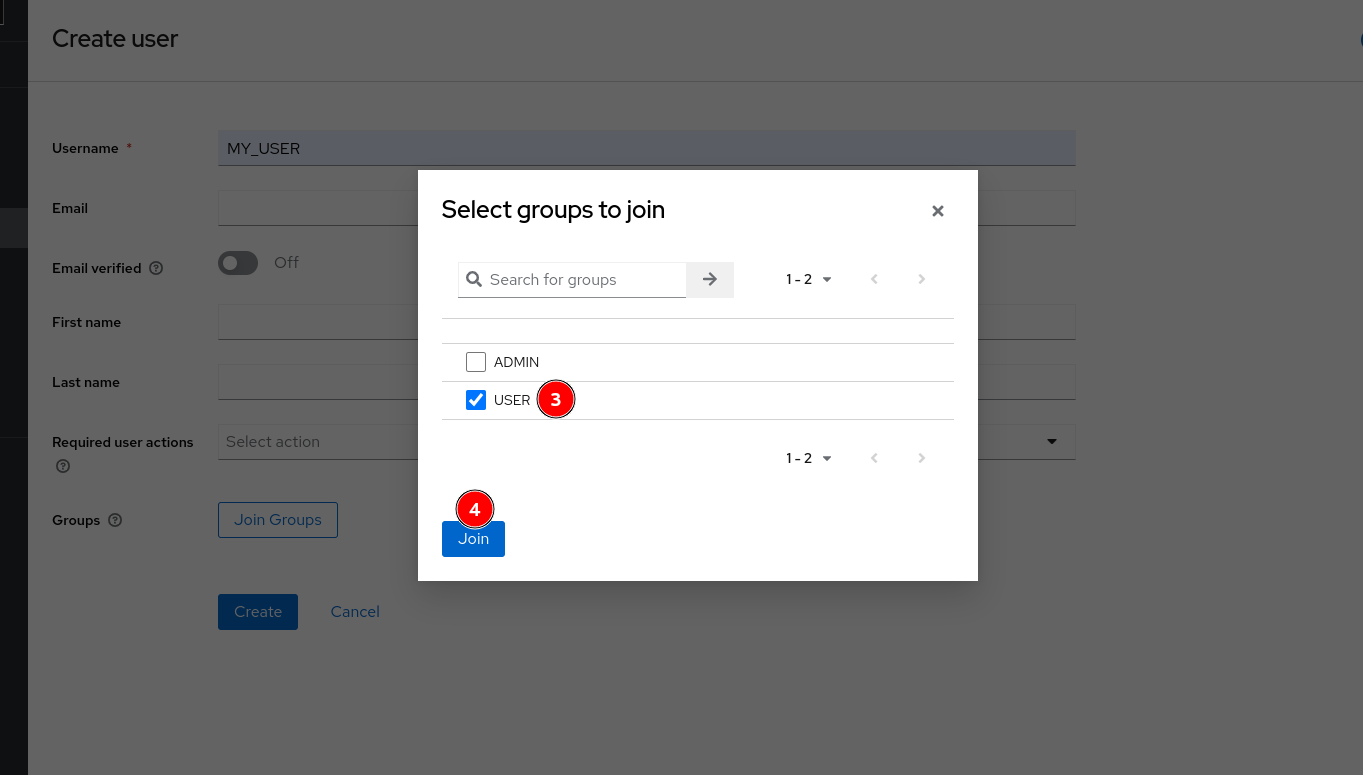 Create user
Username *
MY_USER
Email
Email verified
Off
First name
Last name
Required user actions
Select action
Groups
Join Groups
Create
Cancel
Select groups to join
Search for groups
1 - 2
ADMIN
USER
3
1 - 2
4
Join